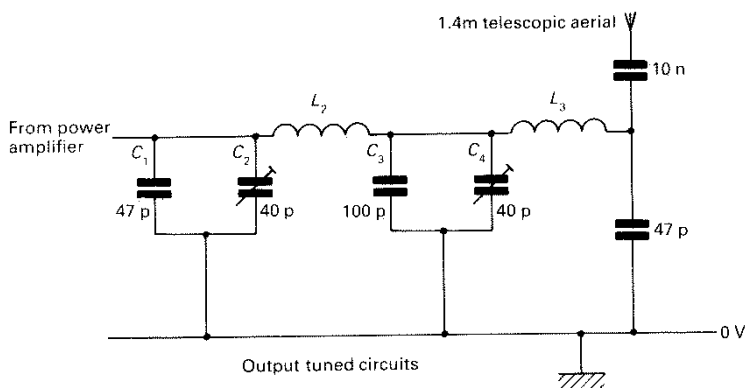 1.4m telescopic aerial
10 n
L₂
L₃
From power
amplifier
C₁
C₂
C₃
C₄
47 p
40 p
100 p
40 p
47 p
0 V
Output tuned circuits